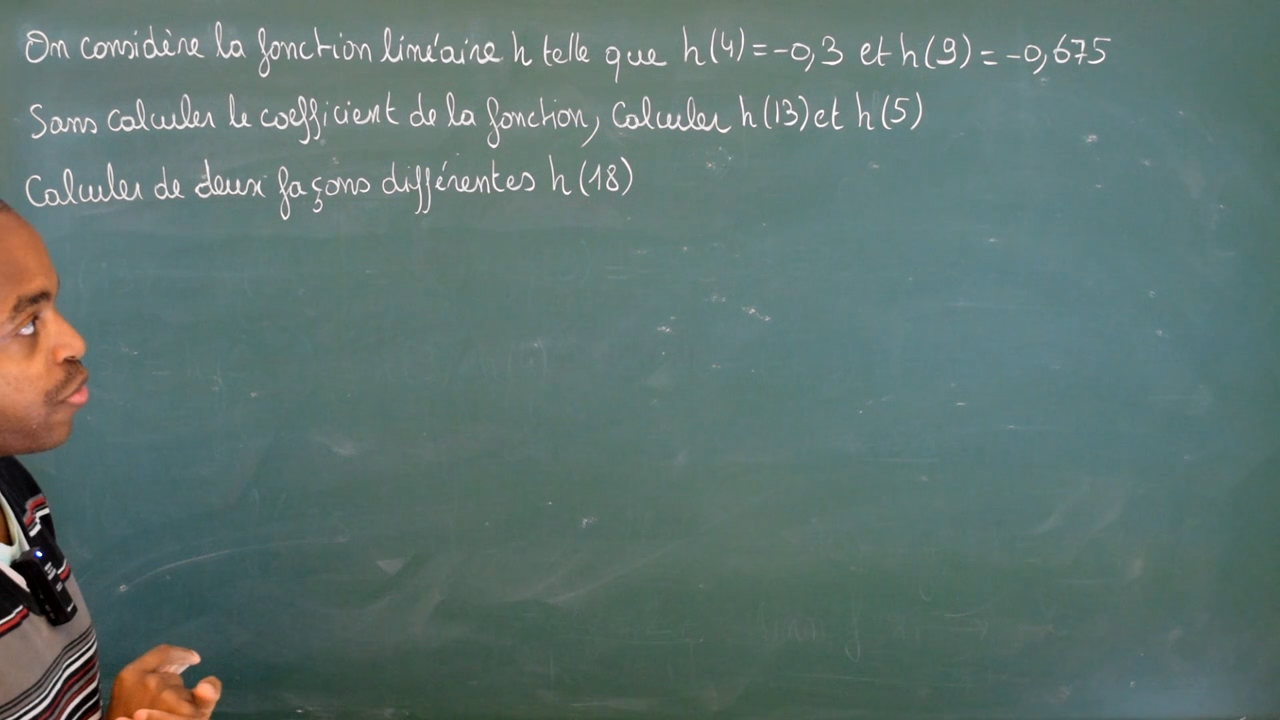 On considère la fonction linéaire h telle que h(4)=-0,3 et h(9)=-0,675
Sans calculer le coefficient de la fonction, Calculer h(13) et h(5)
Calculer de deux façons différentes h(18)